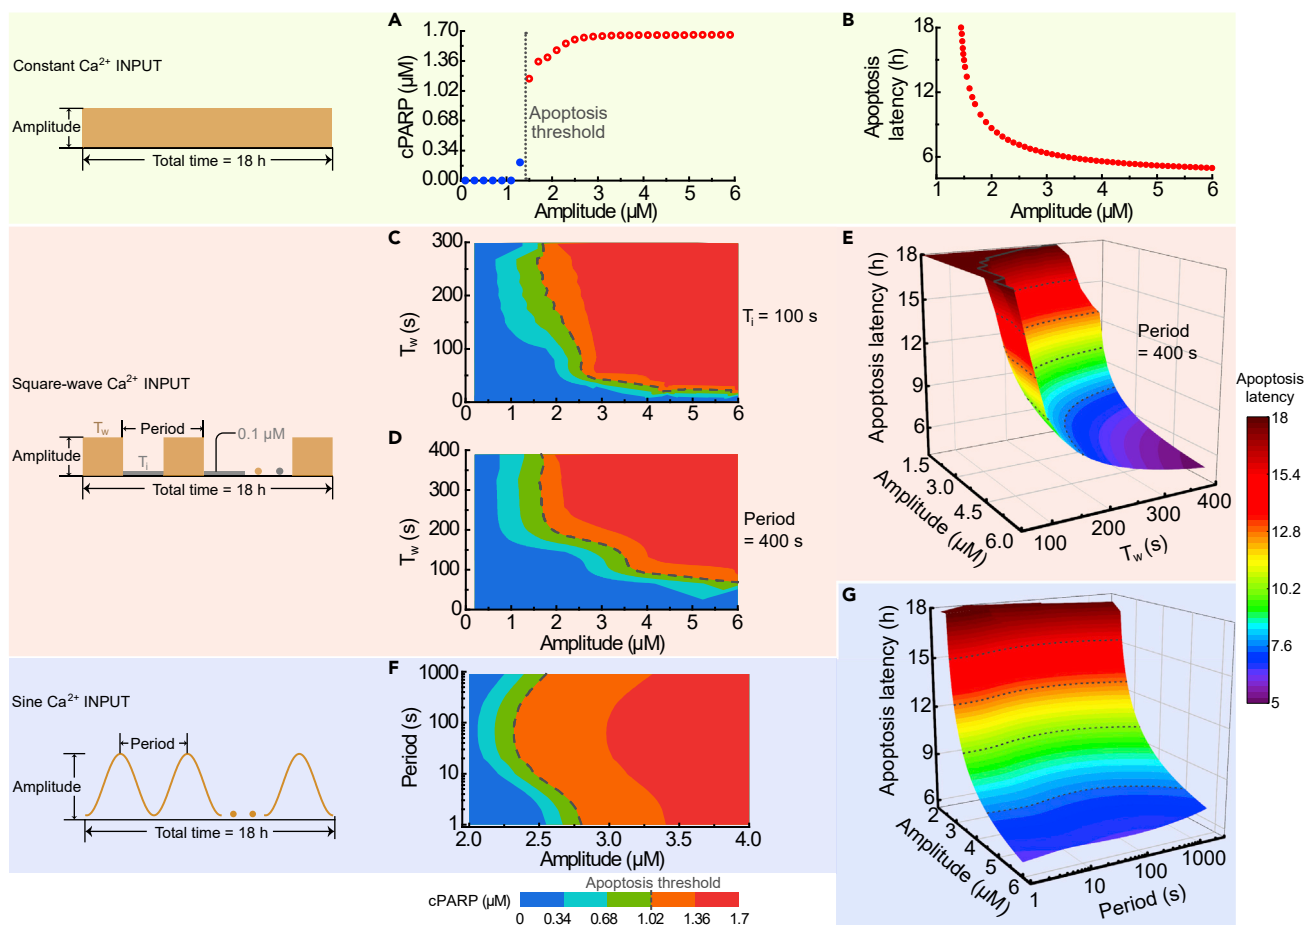 Constant Ca²⁺ INPUT
Amplitude
Total time = 18 h
A
1.70
1.36
1.02
0.68
0.34
0.00
cPARP (µM)
Apoptosis
threshold
0 1 2 3 4 5 6
Amplitude (µM)
B
18
12
6
Apoptosis
latency (h)
1 2 3 4 5 6
Amplitude (µM)
Square-wave Ca²⁺ INPUT
Tw
Period
0.1 µM
Amplitude
Ti
Total time = 18 h
C
300
200
100
0
Tw (s)
Ti = 100 s
0 1 2 3 4 5 6
D
400
300
200
100
0
Tw (s)
Period
= 400 s
0 1 2 3 4 5 6
Amplitude (µM)
E
18
15
12
9
6
Apoptosis latency (h)
Period
= 400 s
1.5
3.0
4.5
6.0
Amplitude (µM)
100
200
300
400
Tw (s)
Apoptosis
latency
18
15.4
12.8
10.2
7.6
5
Sine Ca²⁺ INPUT
Period
Amplitude
Total time = 18 h
F
1000
100
10
1
Period (s)
2.0 2.5 3.0 3.5 4.0
Amplitude (µM)
Apoptosis threshold
cPARP (µM)
0 0.34 0.68 1.02 1.36 1.7
G
18
15
12
9
6
Apoptosis latency (h)
2
3
4
5
6
Amplitude (µM)
1
10
100
1000
Period (s)